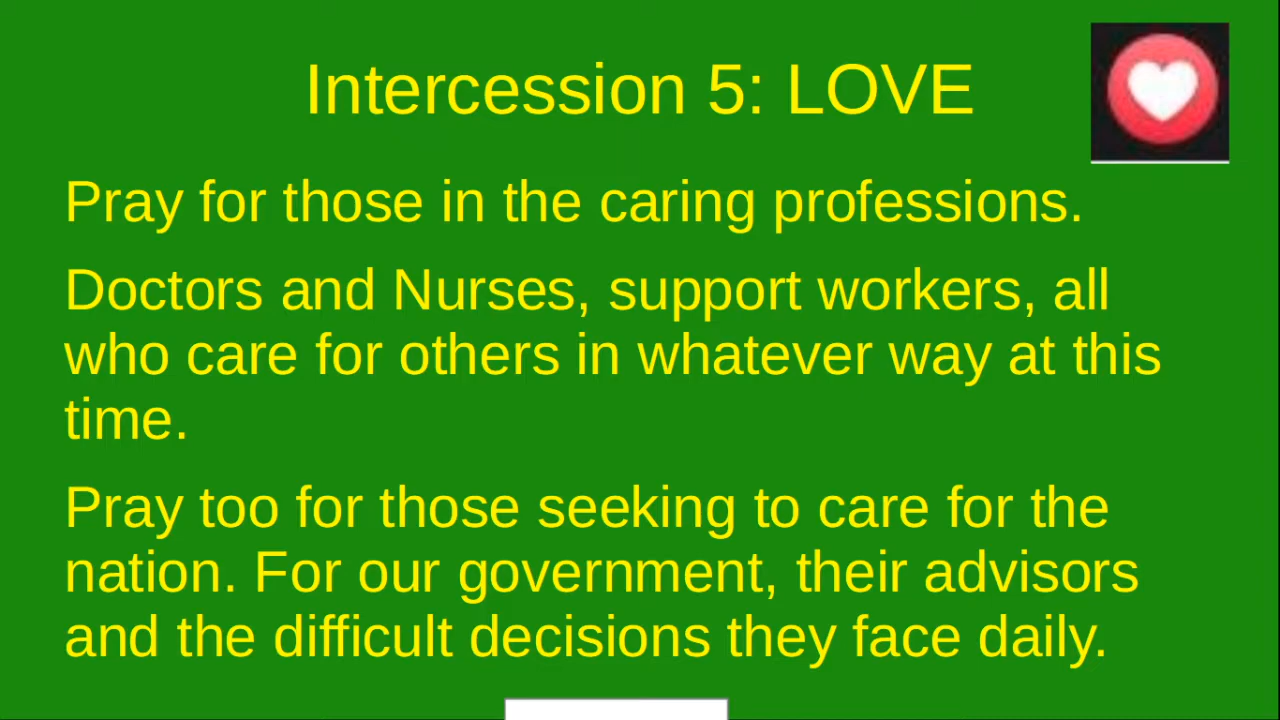 Intercession 5: LOVE
Pray for those in the caring professions.
Doctors and Nurses, support workers, all
who care for others in whatever way at this
time.
Pray too for those seeking to care for the
nation. For our government, their advisors
and the difficult decisions they face daily.